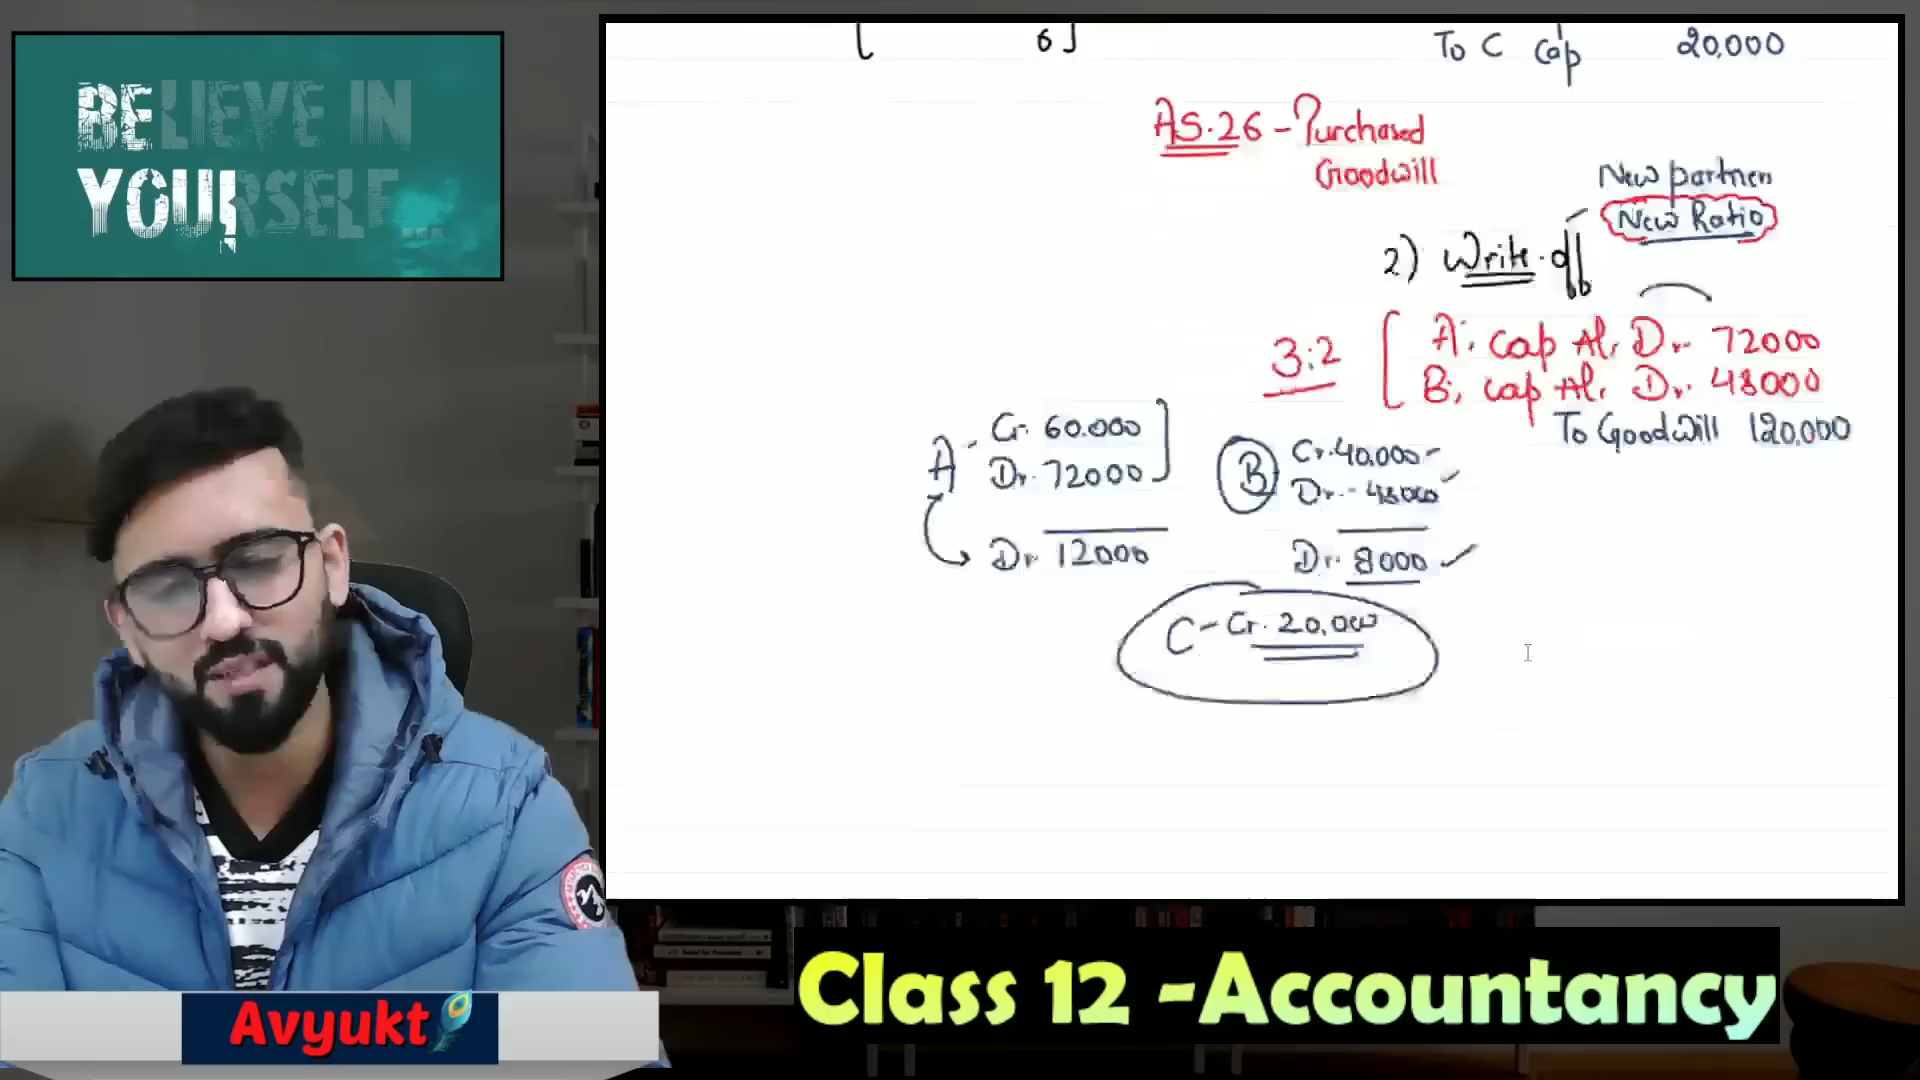 BELIEVE IN
YOURSELF...
6]
To C Cap 20,000
AS.26 - Purchased
Goodwill
New partner
New Ratio
2) Write.off
3:2
A. Cap Al. Dr. 72000
B. Cap Al. Dr. 48000
To Goodwill 120,000
A - Cr. 60.000
Dr. 72000
Dr 12000
B Cr.40,000
Dr. - 48000
Dr. 8000
C - Cr. 20,000
Class 12 -Accountancy
Avyukt